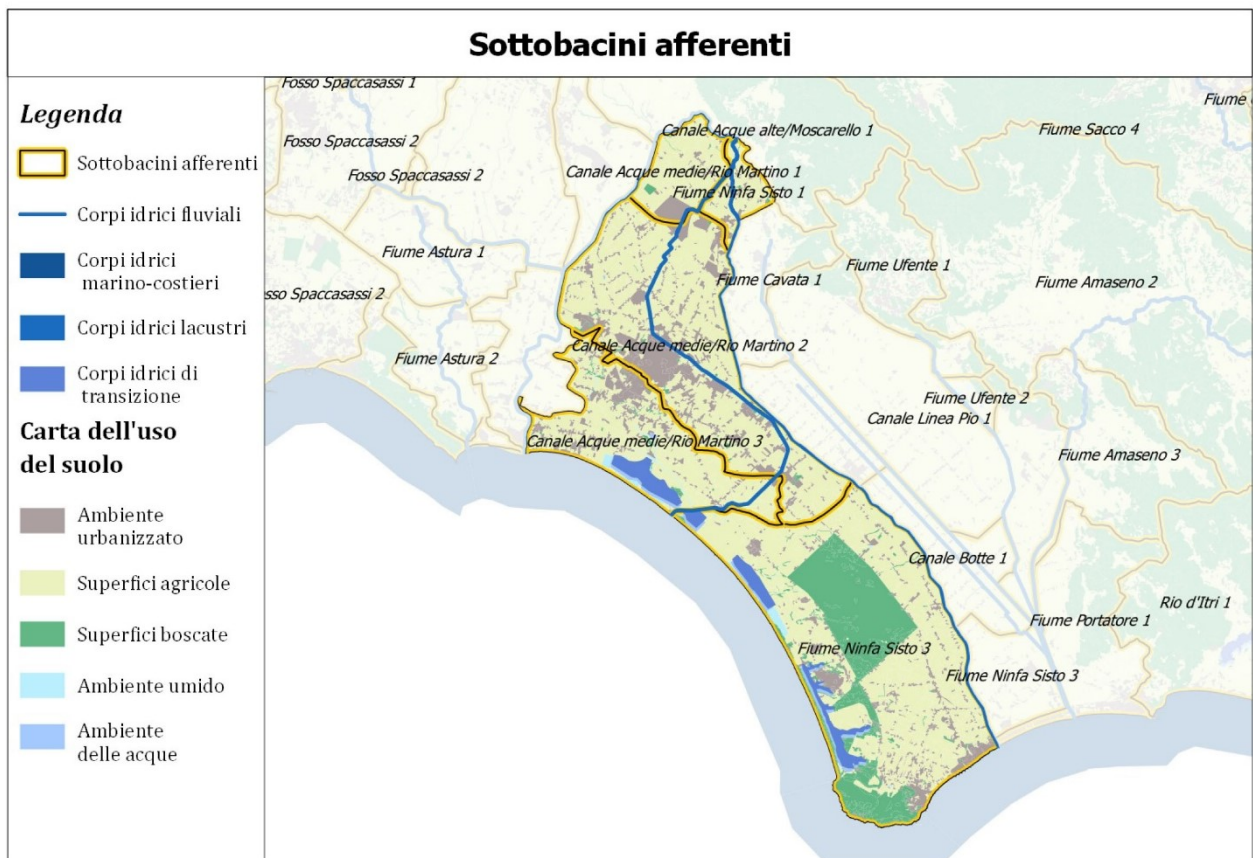 Sottobacini afferenti
Legenda
Sottobacini afferenti
Corpi idrici fluviali
Corpi idrici
marino-costieri
Corpi idrici lacustri
Corpi idrici di
transizione
Carta dell'uso
del suolo
Ambiente
urbanizzato
Superfici agricole
Superfici boscate
Ambiente umido
Ambiente
delle acque
Fosso Spaccasassi 1
Fiume
Canale Acque alte/Moscarello 1
Fiume Sacco 4
Fosso Spaccasassi 2
Fosso Spaccasassi 2
Canale Acque medie/Rio Martino 1
Fiume Ninfa Sisto 1
Fiume Astura 1
Fiume Ufente 1
Fiume Cavata 1
Fiume Amaseno 2
osso Spaccasassi 2
Canale Acque medie/Rio Martino 2
Fiume Astura 2
Fiume Ufente 2
Canale Linea Pio 1
Canale Acque medie/Rio Martino 3
Fiume Amaseno 3
Canale Botte 1
Rio d'Itri 1
Fiume Portatore 1
Fiume Ninfa Sisto 3
Fiume Ninfa Sisto 3